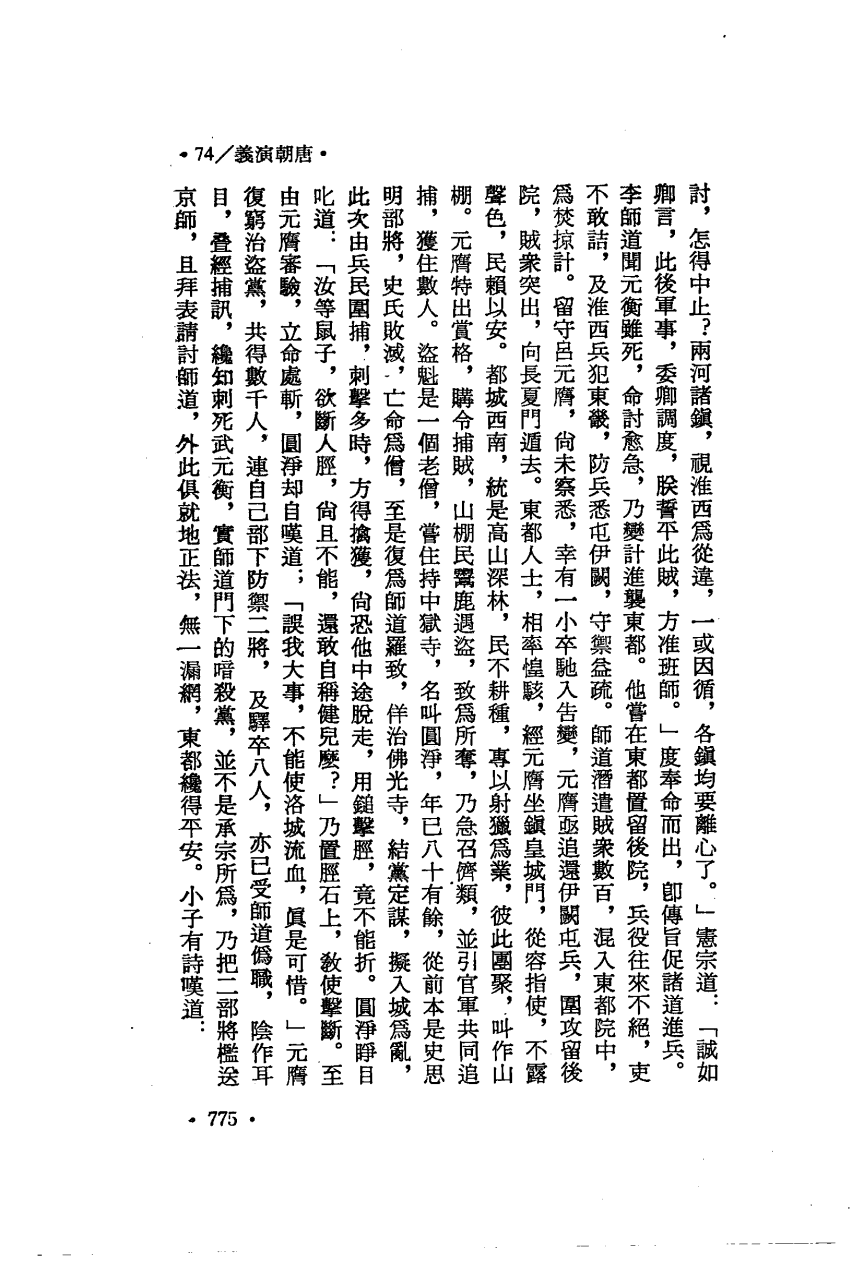 •74/義演朝唐•
討，怎得中止？兩河諸鎭，視淮西爲從違，一或因循，各鎭均要離心了。」憲宗道：「誠如
卿言，此後軍事，委卿調度，朕誓平此賊，方准班師。」度奉命而出，卽傳旨促諸道進兵。
李師道聞元衡雖死，命討愈急，乃變計進襲東都。他嘗在東都置留後院，兵役往來不絕，吏
不敢詰，及淮西兵犯東畿，防兵悉屯伊闕，守禦益疏。師道潛遣賊衆數百，混入東都院中，
爲焚掠計。留守呂元膺，尙未察悉，幸有一小卒馳入告變，元膺亟追還伊闕屯兵，圍攻留後
院，賊衆突出，向長夏門遁去。東都人士，相率惶駭，經元膺坐鎭皇城門，從容指使，不露
聲色，民賴以安。都城西南，統是高山深林，民不耕種，專以射獵爲業，彼此團聚，叫作山
棚。元膺特出賞格，購令捕賊，山棚民鬻鹿遇盜，致爲所奪，乃急召儕類，並引官軍共同追
捕，獲住數人。盜魁是一個老僧，嘗住持中獄寺，名叫圓淨，年已八十有餘，從前本是史思
明部將，史氏敗滅，亡命爲僧，至是復爲師道羅致，佯治佛光寺，結黨定謀，擬入城爲亂，
此次由兵民圍捕，刺擊多時，方得擒獲，尙恐他中途脫走，用鎚擊脛，竟不能折。圓淨睜目
叱道：「汝等鼠子，欲斷人脛，尙且不能，還敢自稱健兒麼？」乃置脛石上，敎使擊斷。至
由元膺審驗，立命處斬，圓淨却自嘆道；「誤我大事，不能使洛城流血，眞是可惜。」元膺
復窮治盜黨，共得數千人，連自己部下防禦二將，及驛卒八人，亦已受師道僞職，陰作耳
目，疊經捕訊，纔知刺死武元衡，實師道門下的暗殺黨，並不是承宗所爲，乃把二部將檻送
京師，且拜表請討師道，外此俱就地正法，無一漏網，東都纔得平安。小子有詩嘆道：
•775•